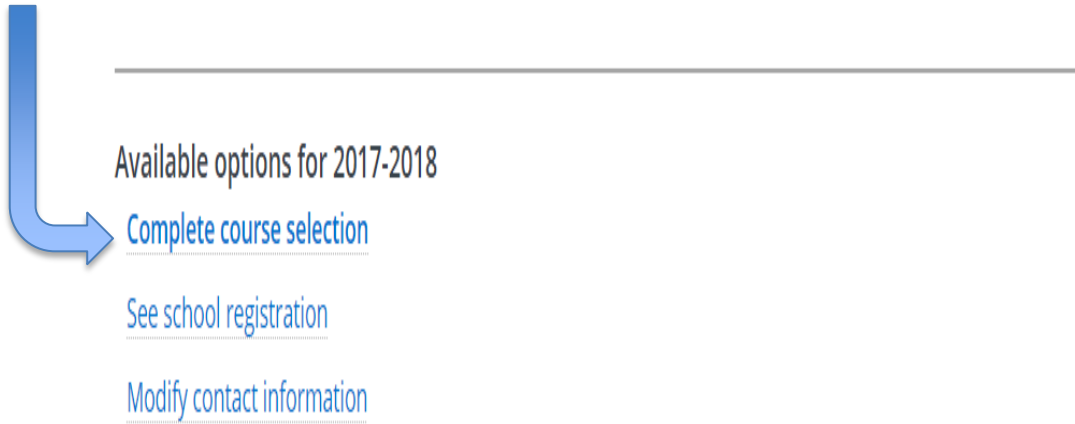 Available options for 2017-2018
Complete course selection
See school registration
Modify contact information